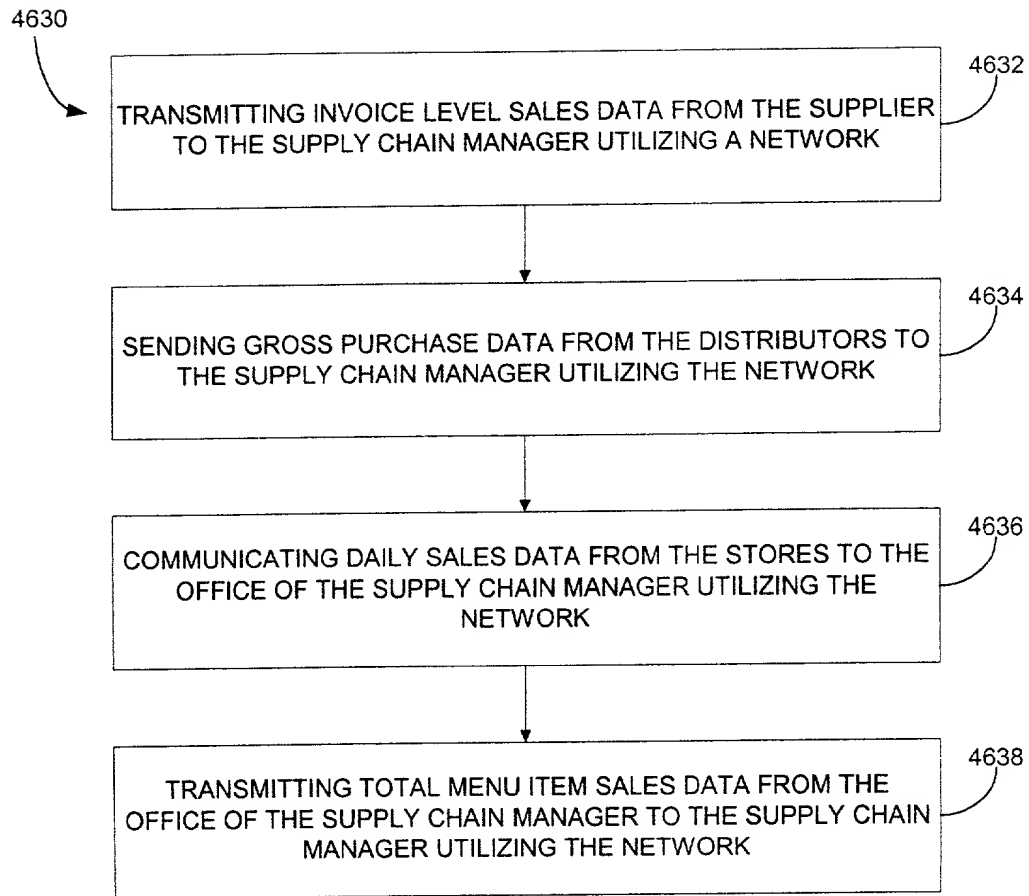 4630
4632
TRANSMITTING INVOICE LEVEL SALES DATA FROM THE SUPPLIER
TO THE SUPPLY CHAIN MANAGER UTILIZING A NETWORK
4634
SENDING GROSS PURCHASE DATA FROM THE DISTRIBUTORS TO
THE SUPPLY CHAIN MANAGER UTILIZING THE NETWORK
4636
COMMUNICATING DAILY SALES DATA FROM THE STORES TO THE
OFFICE OF THE SUPPLY CHAIN MANAGER UTILIZING THE
NETWORK
4638
TRANSMITTING TOTAL MENU ITEM SALES DATA FROM THE
OFFICE OF THE SUPPLY CHAIN MANAGER TO THE SUPPLY CHAIN
MANAGER UTILIZING THE NETWORK